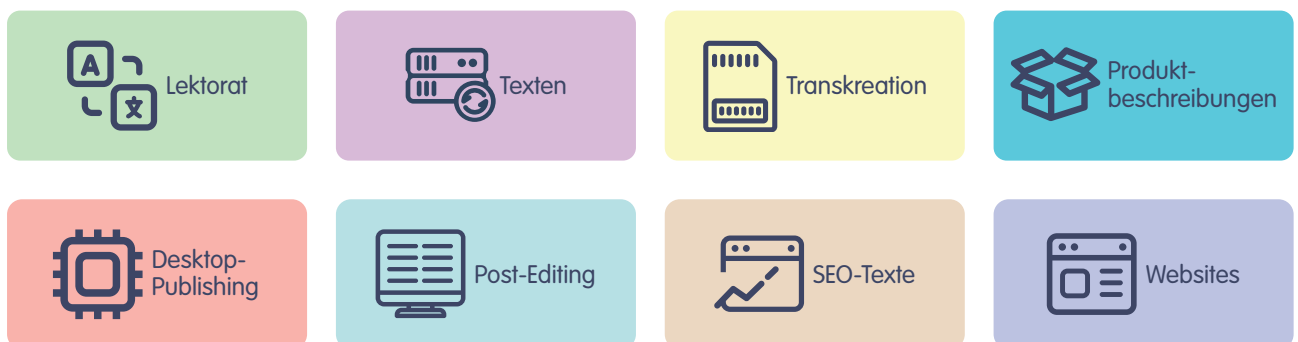 A
文
Lektorat
Texten
Transkreation
Produkt-
beschreibungen
Desktop-
Publishing
Post-Editing
SEO-Texte
Websites